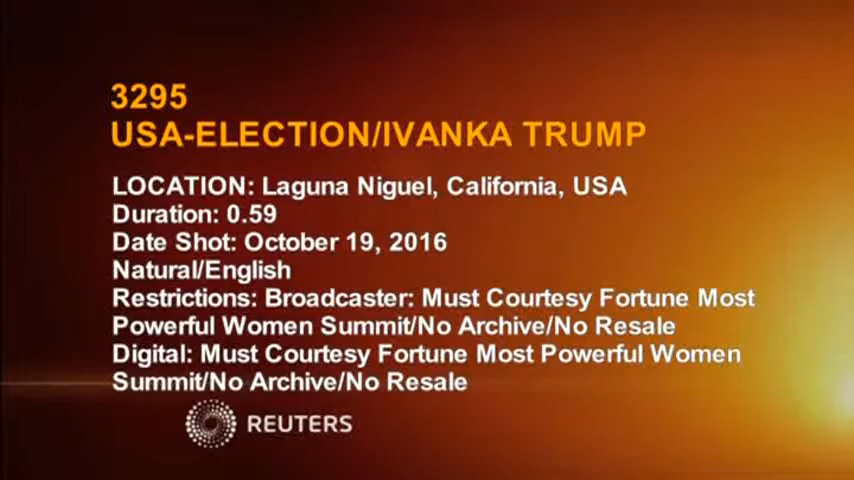 3295
USA-ELECTION/IVANKA TRUMP
LOCATION: Laguna Niguel, California, USA
Duration: 0.59
Date Shot: October 19, 2016
Natural/English
Restrictions: Broadcaster: Must Courtesy Fortune Most
Powerful Women Summit/No Archive/No Resale
Digital: Must Courtesy Fortune Most Powerful Women
Summit/No Archive/No Resale
REUTERS